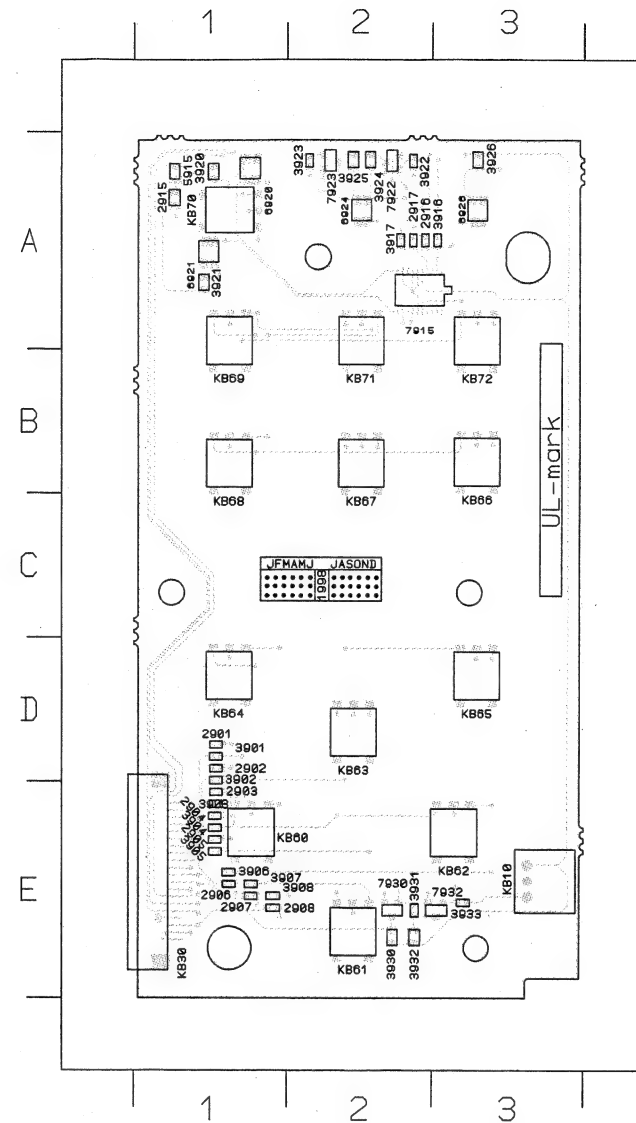 1 2 3
3923 3922 3926
5915 3920 7923 3925 3924 7922
2915 KB70 6920 6924 2917 2916 3916 6926
3917
A
6921 3921
7915
KB69 KB71 KB72
B
UL-mark
KB68 KB67 KB66
C
JFMAMJ JASOND
1998
D
KB64 KB65
2901
3901
KB63
2902
3902
2903
KB60 KB62
E
3906 3907 3908 7930 3931 7932 KB10
2906 2907 2908 3933
KB30 KB61 3930 3932
1 2 3